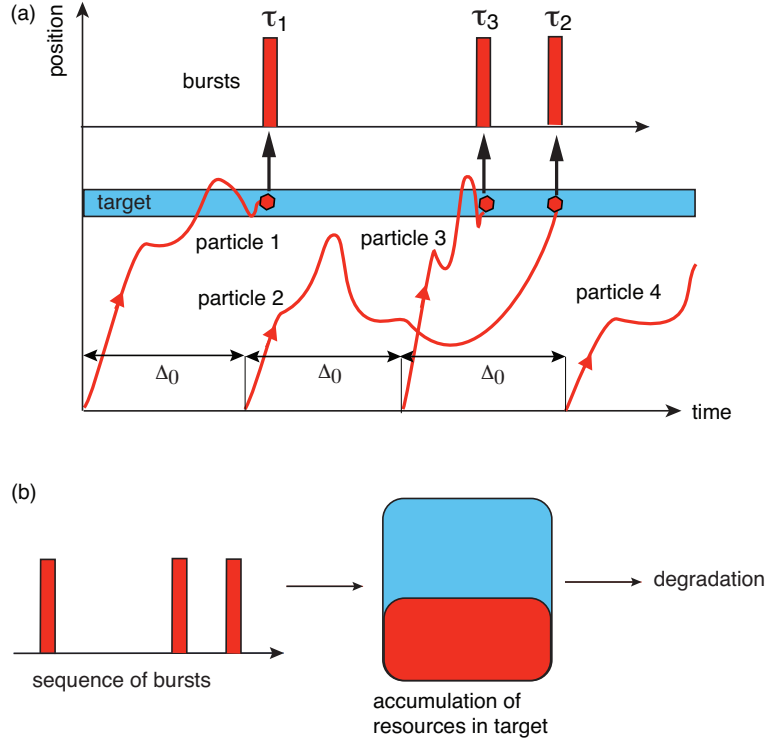 (a)
position
τ1
τ3
τ2
bursts
target
particle 1
particle 3
particle 2
particle 4
Δ0
Δ0
Δ0
time
(b)
degradation
sequence of bursts
accumulation of
resources in target